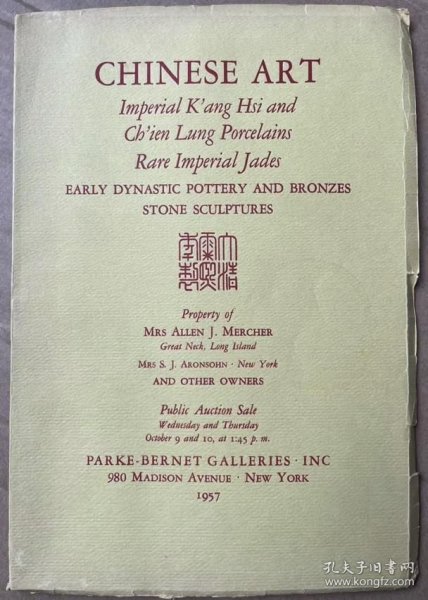 CHINESE ART
Imperial K'ang Hsi and
Ch'ien Lung Porcelains
Rare Imperial Jades
EARLY DYNASTIC POTTERY AND BRONZES
STONE SCULPTURES
大清
年製
Property of
MRS ALLEN J. MERCHER
Great Neck, Long Island
MRS S. J. ARONSOHN · New York
AND OTHER OWNERS
Public Auction Sale
Wednesday and Thursday
October 9 and 10, at 1:45 p. m.
PARKE-BERNET GALLERIES · INC
980 MADISON AVENUE · NEW YORK
1957
孔夫子旧书网
www.kongfz.com